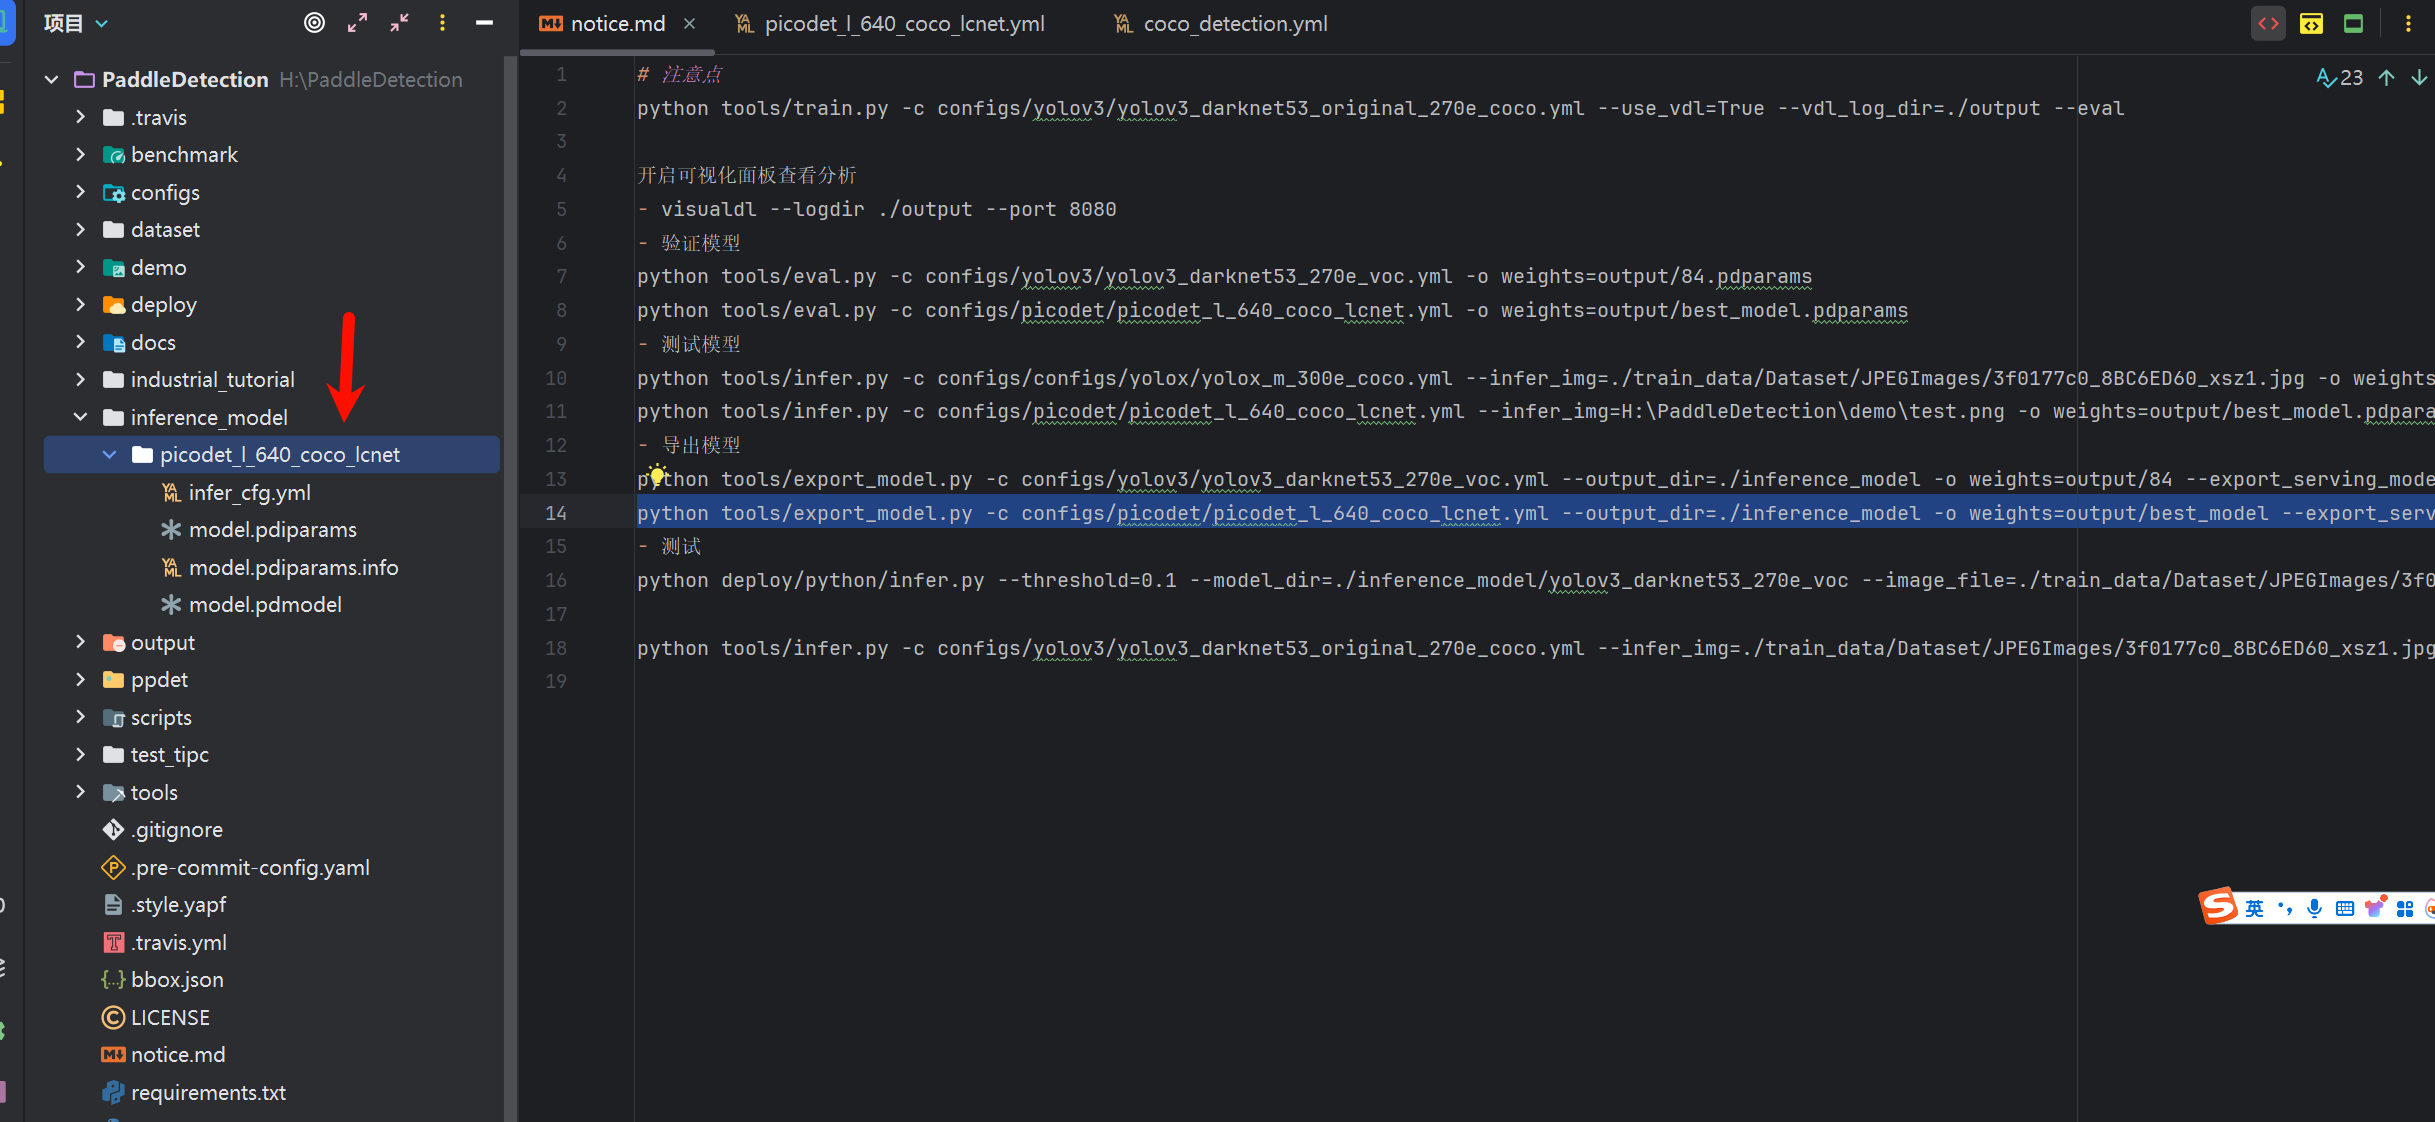 项目
notice.md
picodet_l_640_coco_lcnet.yml
coco_detection.yml
PaddleDetection H:\PaddleDetection
.travis
benchmark
configs
dataset
demo
deploy
docs
industrial_tutorial
inference_model
picodet_l_640_coco_lcnet
infer_cfg.yml
model.pdiparams
model.pdiparams.info
model.pdmodel
output
ppdet
scripts
test_tipc
tools
.gitignore
.pre-commit-config.yaml
.style.yapf
.travis.yml
bbox.json
LICENSE
notice.md
requirements.txt
23
1 # 注意点
2 python tools/train.py -c configs/yolov3/yolov3_darknet53_original_270e_coco.yml --use_vdl=True --vdl_log_dir=./output --eval
3
4 开启可视化面板查看分析
5 - visualdl --logdir ./output --port 8080
6 - 验证模型
7 python tools/eval.py -c configs/yolov3/yolov3_darknet53_270e_voc.yml -o weights=output/84.pdparams
8 python tools/eval.py -c configs/picodet/picodet_l_640_coco_lcnet.yml -o weights=output/best_model.pdparams
9 - 测试模型
10 python tools/infer.py -c configs/configs/yolox/yolox_m_300e_coco.yml --infer_img=./train_data/Dataset/JPEGImages/3f0177c0_8BC6ED60_xsz1.jpg -o weights
11 python tools/infer.py -c configs/picodet/picodet_l_640_coco_lcnet.yml --infer_img=H:\PaddleDetection\demo\test.png -o weights=output/best_model.pdpara
12 - 导出模型
13 python tools/export_model.py -c configs/yolov3/yolov3_darknet53_270e_voc.yml --output_dir=./inference_model -o weights=output/84 --export_serving_mode
14 python tools/export_model.py -c configs/picodet/picodet_l_640_coco_lcnet.yml --output_dir=./inference_model -o weights=output/best_model --export_serv
15 - 测试
16 python deploy/python/infer.py --threshold=0.1 --model_dir=./inference_model/yolov3_darknet53_270e_voc --image_file=./train_data/Dataset/JPEGImages/3f0
17
18 python tools/infer.py -c configs/yolov3/yolov3_darknet53_original_270e_coco.yml --infer_img=./train_data/Dataset/JPEGImages/3f0177c0_8BC6ED60_xsz1.jpg
19
英